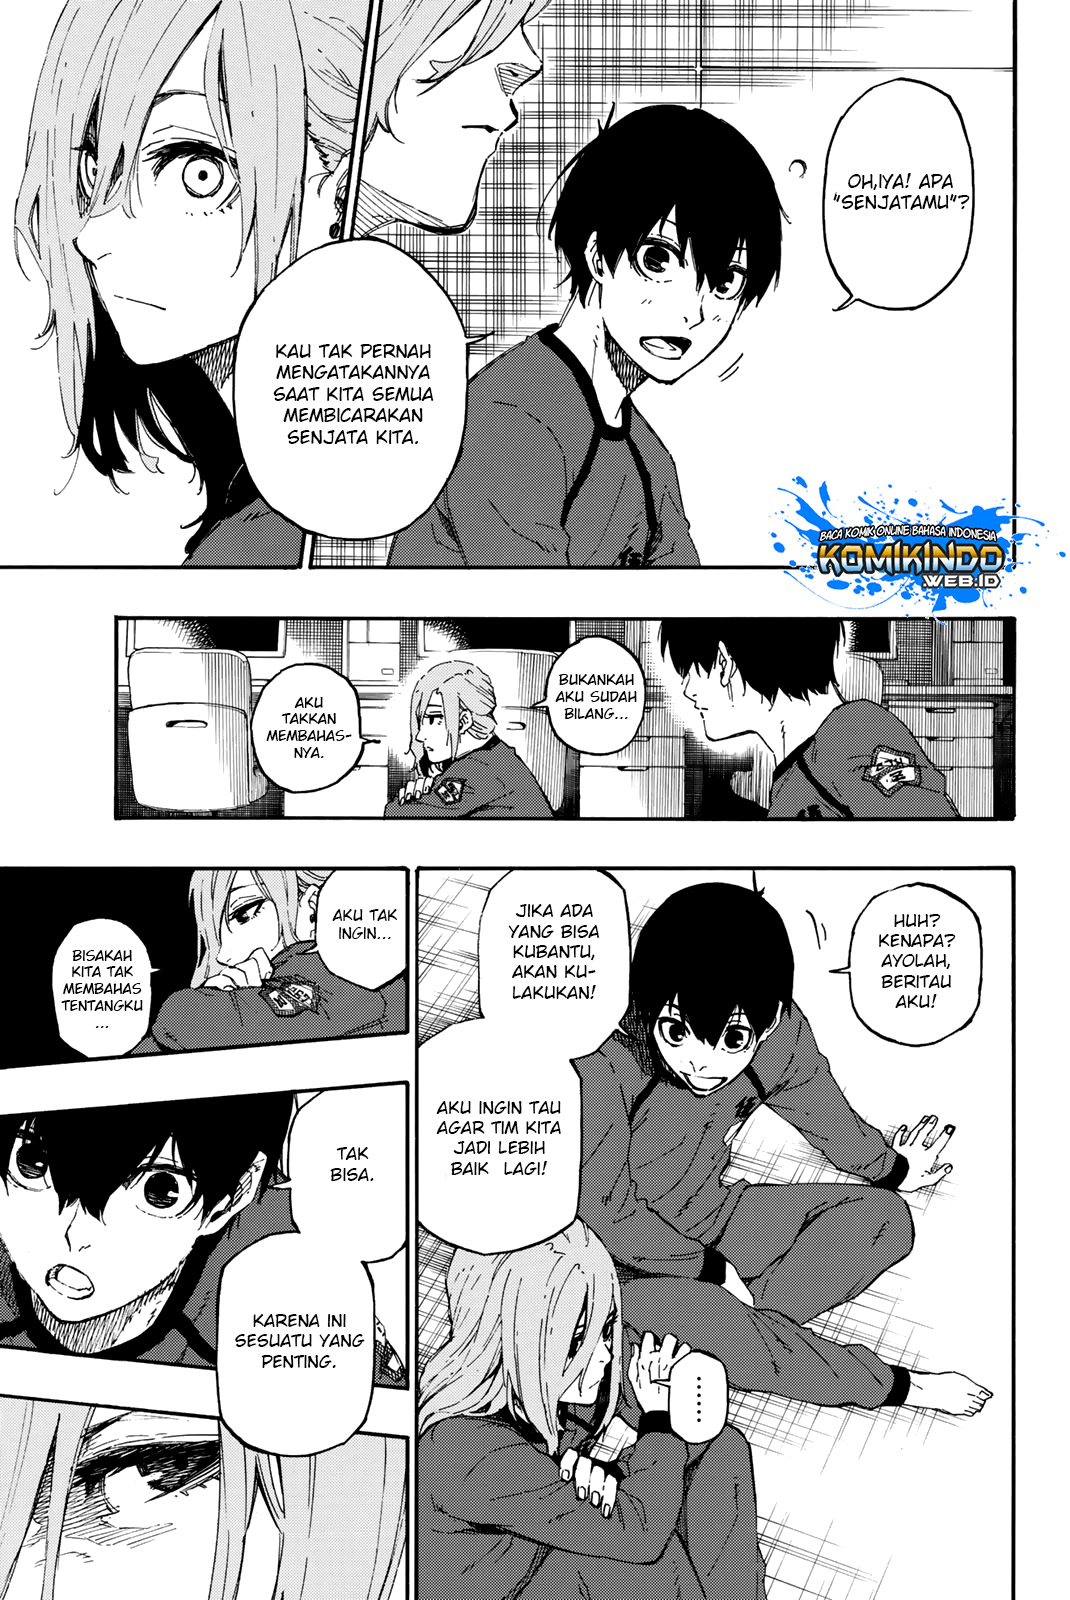 OH,IYA! APA
"SENJATAMU"?
KAU TAK PERNAH
MENGATAKANNYA
SAAT KITA SEMUA
MEMBICARAKAN
SENJATA KITA.
BACA KOMIK ONLINE BAHASA INDONESIA
KOMIKINDO
WEB.ID
BUKANKAH
AKU SUDAH
BILANG...
AKU
TAKKAN
MEMBAHAS-
NYA.
HUH?
KENAPA?
AYOLAH,
BERITAU
AKU!
JIKA ADA
YANG BISA
KUBANTU,
AKAN KU-
LAKUKAN!
AKU INGIN TAU
AGAR TIM KITA
JADI LEBIH
BAIK LAGI!
......
AKU TAK
INGIN...
BISAKAH
KITA TAK
MEMBAHAS
TENTANGKU
...
TAK
BISA.
KARENA INI
SESUATU YANG
PENTING.